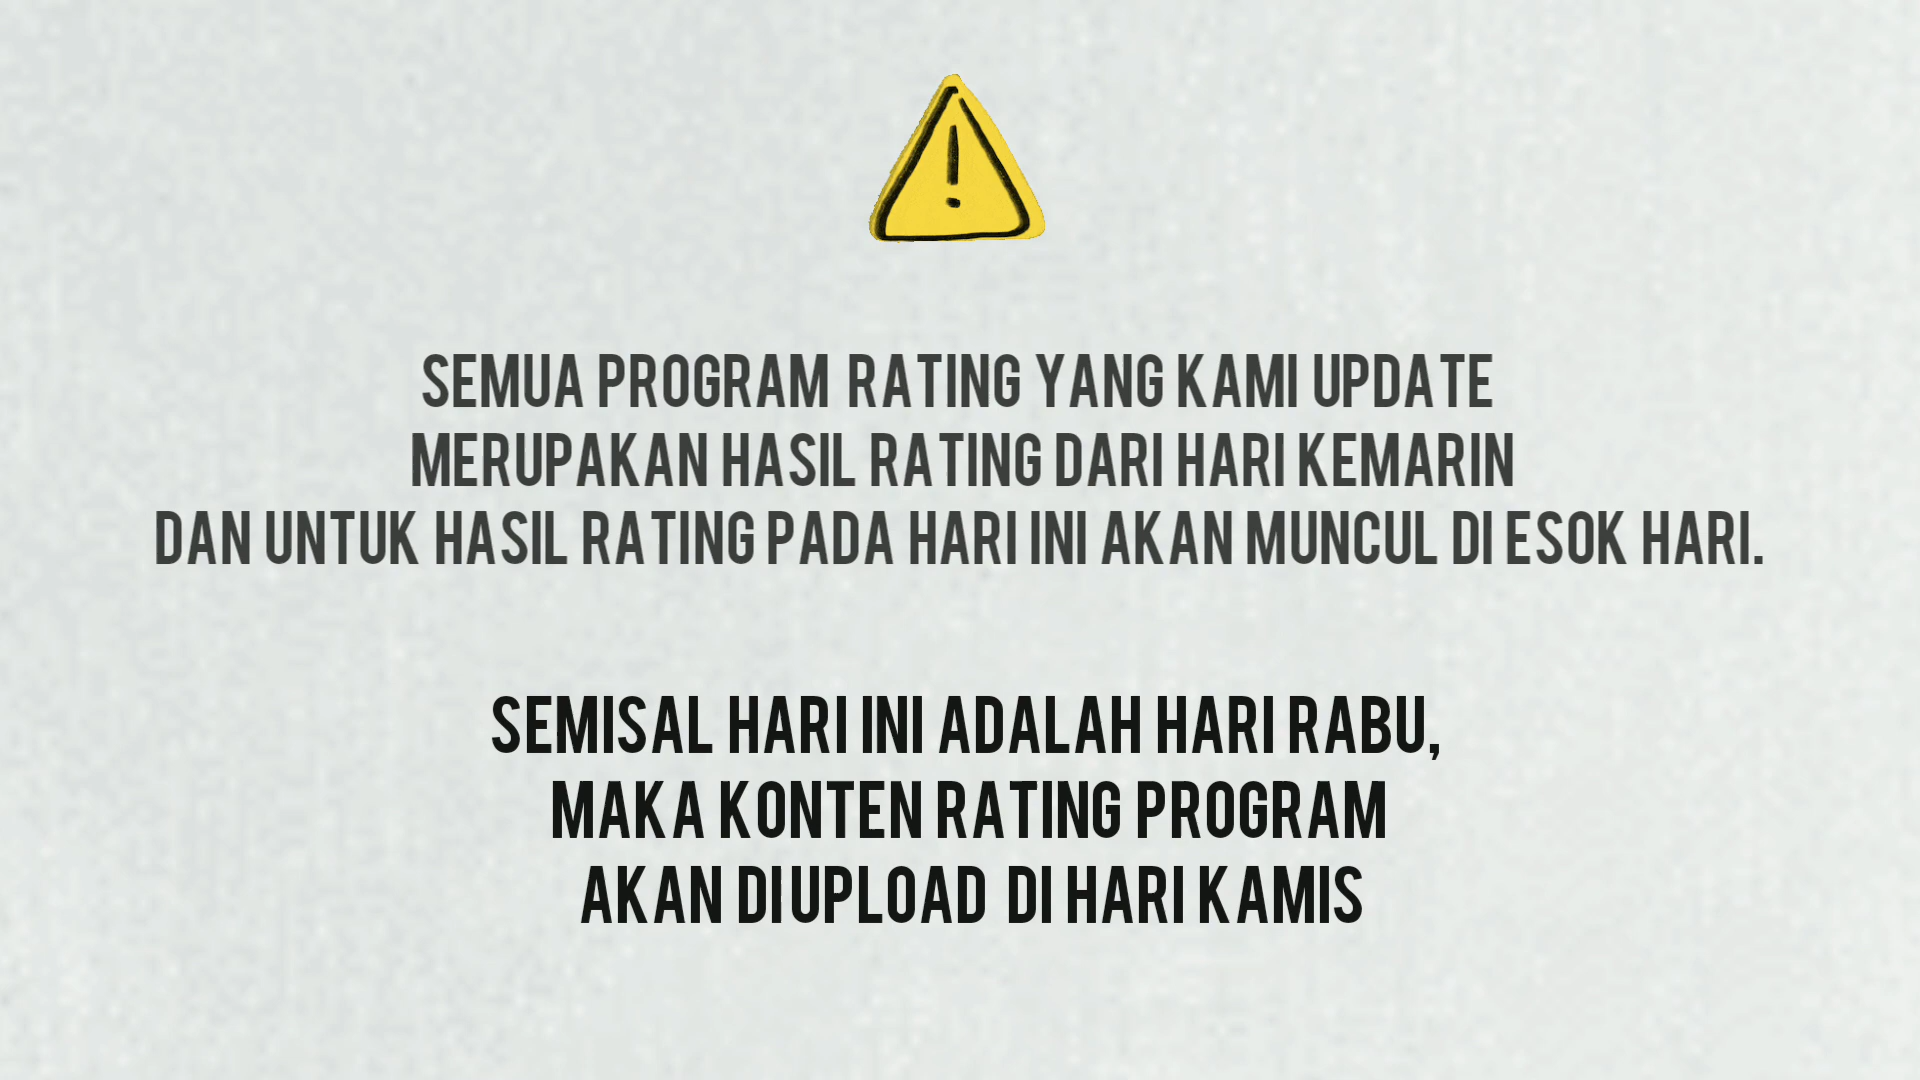 SEMUA PROGRAM RATING YANG KAMI UPDATE
MERUPAKAN HASIL RATING DARI HARI KEMARIN
DAN UNTUK HASIL RATING PADA HARI INI AKAN MUNCUL DI ESOK HARI.
SEMISAL HARI INI ADALAH HARI RABU,
MAKA KONTEN RATING PROGRAM
AKAN DIUPLOAD DI HARI KAMIS